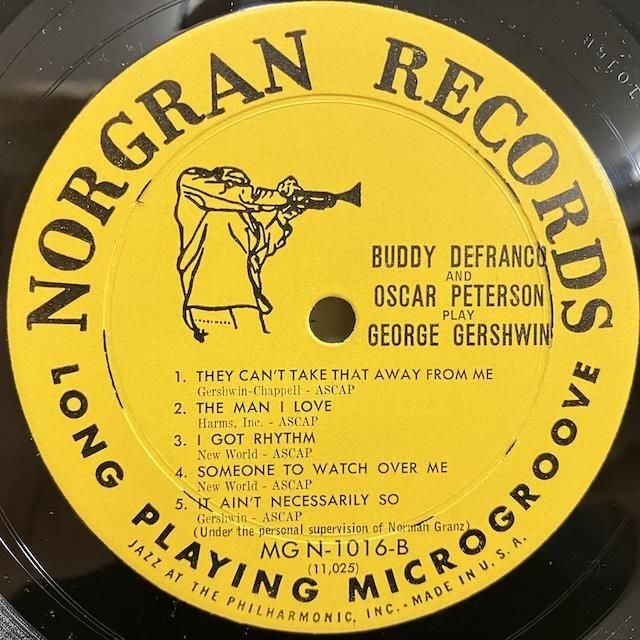 NORGRAN RECORDS
BUDDY DEFRANCO
AND
OSCAR PETERSON
PLAY
GEORGE GERSHWIN
1. THEY CAN'T TAKE THAT AWAY FROM ME
Gershwin-Chappell - ASCAP
2. THE MAN I LOVE
Harms, Inc. - ASCAP
3. I GOT RHYTHM
New World - ASCAP
4. SOMEONE TO WATCH OVER ME
New World - ASCAP
5. IT AIN'T NECESSARILY SO
Gershwin - ASCAP
(Under the personal supervision of Norman Granz)
MG N-1016-B
(11,025)
LONG PLAYING MICROGROOVE
JAZZ AT THE PHILHARMONIC, INC. - MADE IN U.S.A.